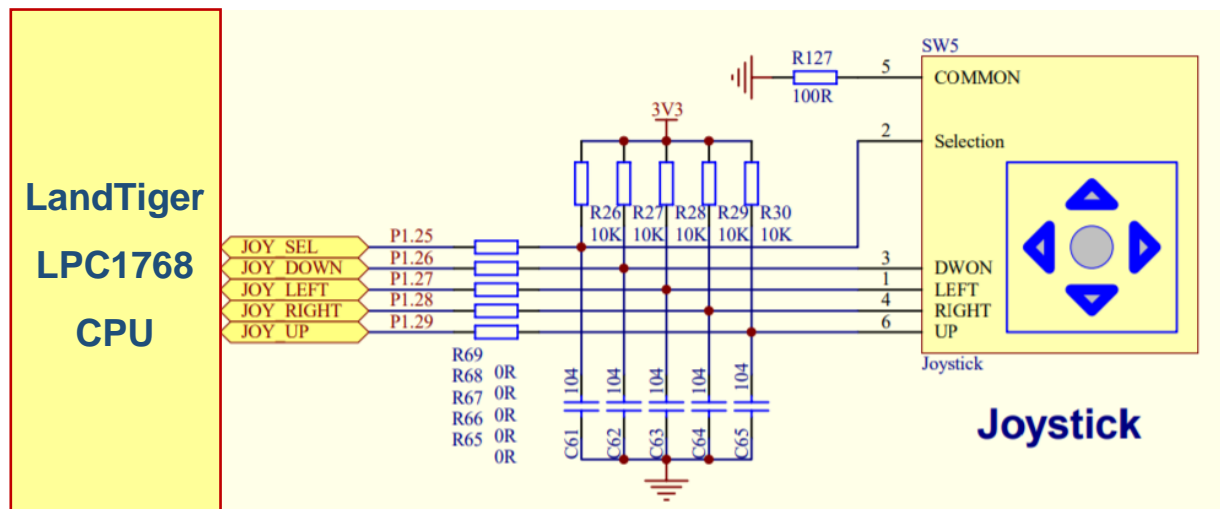 SW5
R127
5
COMMON
100R
3V3
2
Selection
LandTiger
LPC1768
CPU
R26 R27 R28 R29 R30
10K 10K 10K 10K 10K
JOY_SEL P1.25
JOY_DOWN P1.26 3 DWON
JOY_LEFT P1.27 1 LEFT
JOY_RIGHT P1.28 4 RIGHT
JOY_UP P1.29 6 UP
Joystick
R69
R68 0R
R67 0R
R66 0R
R65 0R
0R
104 104 104 104 104
C61 C62 C63 C64 C65
Joystick